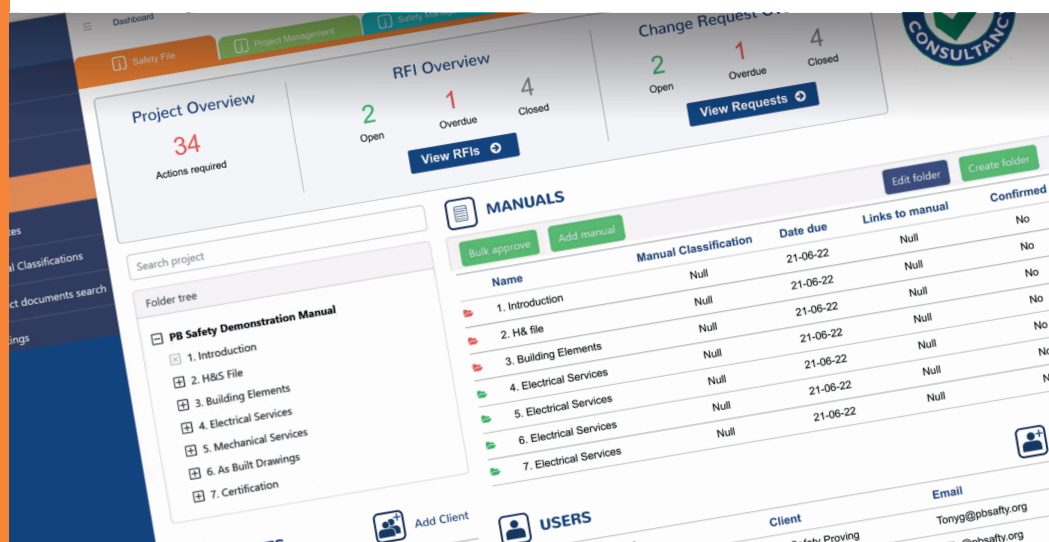 Dashboard
Safety File
Project Management
Safety
Project Overview
34
Actions required
RFI Overview
2
Open
1
Overdue
4
Closed
View RFIs
Change Request
2
Open
1
Overdue
4
Closed
View Requests
CONSULTANCY
Classifications
documents search
Search project
Folder tree
PB Safety Demonstration Manual
1. Introduction
2. H&S File
3. Building Elements
4. Electrical Services
5. Mechanical Services
6. As Built Drawings
7. Certification
MANUALS
Edit folder
Create folder
Bulk approve
Add manual
Name Manual Classification Date due Links to manual Confirmed
1. Introduction Null 21-06-22 Null No
2. H& file Null 21-06-22 Null No
3. Building Elements Null 21-06-22 Null No
4. Electrical Services Null 21-06-22 Null No
5. Electrical Services Null 21-06-22 Null No
6. Electrical Services Null 21-06-22 Null No
7. Electrical Services Null 21-06-22 Null
Add Client
USERS
Client
Email
Safety Proving
Tonyg@pbsafty.org
@pbsafty.org